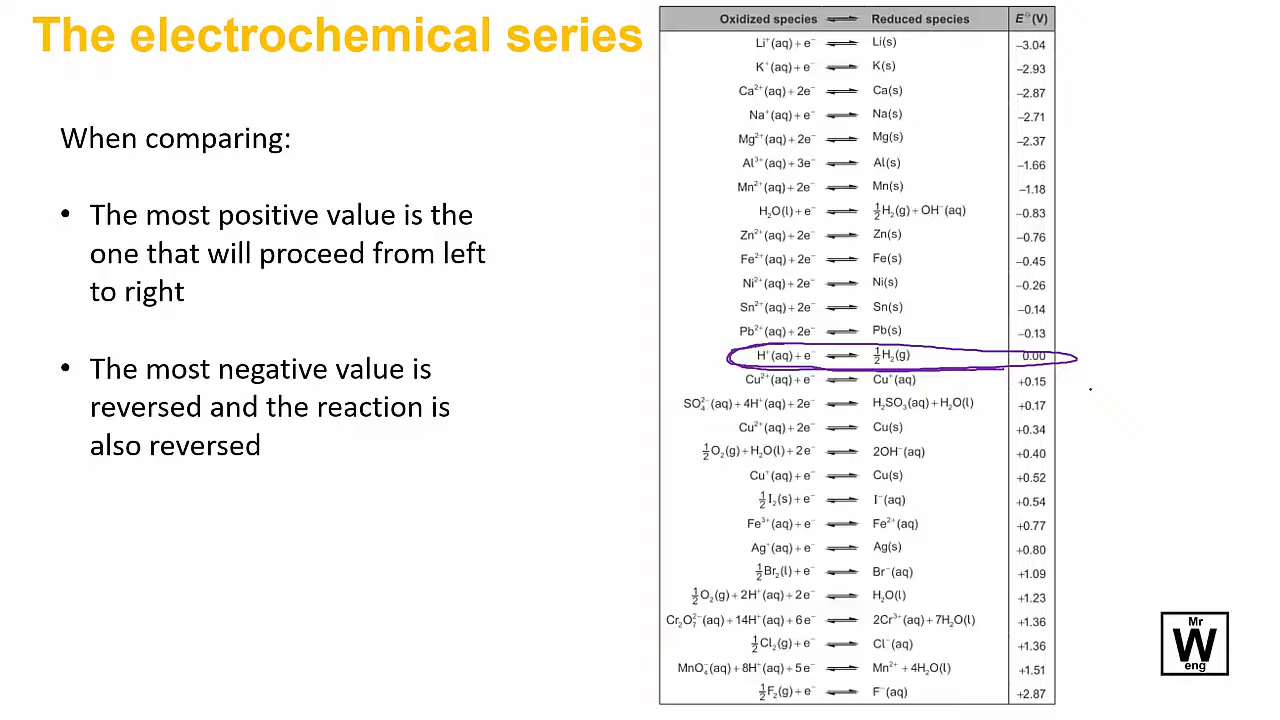 The electrochemical series
When comparing:
• The most positive value is the
one that will proceed from left
to right
• The most negative value is
reversed and the reaction is
also reversed
Oxidized species ⇌ Reduced species E⊖(V)
Li⁺(aq) + e⁻ ⇌ Li(s) –3.04
K⁺(aq) + e⁻ ⇌ K(s) –2.93
Ca²⁺(aq) + 2e⁻ ⇌ Ca(s) –2.87
Na⁺(aq) + e⁻ ⇌ Na(s) –2.71
Mg²⁺(aq) + 2e⁻ ⇌ Mg(s) –2.37
Al³⁺(aq) + 3e⁻ ⇌ Al(s) –1.66
Mn²⁺(aq) + 2e⁻ ⇌ Mn(s) –1.18
H₂O(l) + e⁻ ⇌ ½H₂(g) + OH⁻(aq) –0.83
Zn²⁺(aq) + 2e⁻ ⇌ Zn(s) –0.76
Fe²⁺(aq) + 2e⁻ ⇌ Fe(s) –0.45
Ni²⁺(aq) + 2e⁻ ⇌ Ni(s) –0.26
Sn²⁺(aq) + 2e⁻ ⇌ Sn(s) –0.14
Pb²⁺(aq) + 2e⁻ ⇌ Pb(s) –0.13
H⁺(aq) + e⁻ ⇌ ½H₂(g) 0.00
Cu²⁺(aq) + e⁻ ⇌ Cu⁺(aq) +0.15
SO₄²⁻(aq) + 4H⁺(aq) + 2e⁻ ⇌ H₂SO₃(aq) + H₂O(l) +0.17
Cu²⁺(aq) + 2e⁻ ⇌ Cu(s) +0.34
½O₂(g) + H₂O(l) + 2e⁻ ⇌ 2OH⁻(aq) +0.40
Cu⁺(aq) + e⁻ ⇌ Cu(s) +0.52
½I₂(s) + e⁻ ⇌ I⁻(aq) +0.54
Fe³⁺(aq) + e⁻ ⇌ Fe²⁺(aq) +0.77
Ag⁺(aq) + e⁻ ⇌ Ag(s) +0.80
½Br₂(l) + e⁻ ⇌ Br⁻(aq) +1.09
½O₂(g) + 2H⁺(aq) + 2e⁻ ⇌ H₂O(l) +1.23
Cr₂O₇²⁻(aq) + 14H⁺(aq) + 6e⁻ ⇌ 2Cr³⁺(aq) + 7H₂O(l) +1.36
½Cl₂(g) + e⁻ ⇌ Cl⁻(aq) +1.36
MnO₄⁻(aq) + 8H⁺(aq) + 5e⁻ ⇌ Mn²⁺ + 4H₂O(l) +1.51
½F₂(g) + e⁻ ⇌ F⁻(aq) +2.87
Mr
W
eng